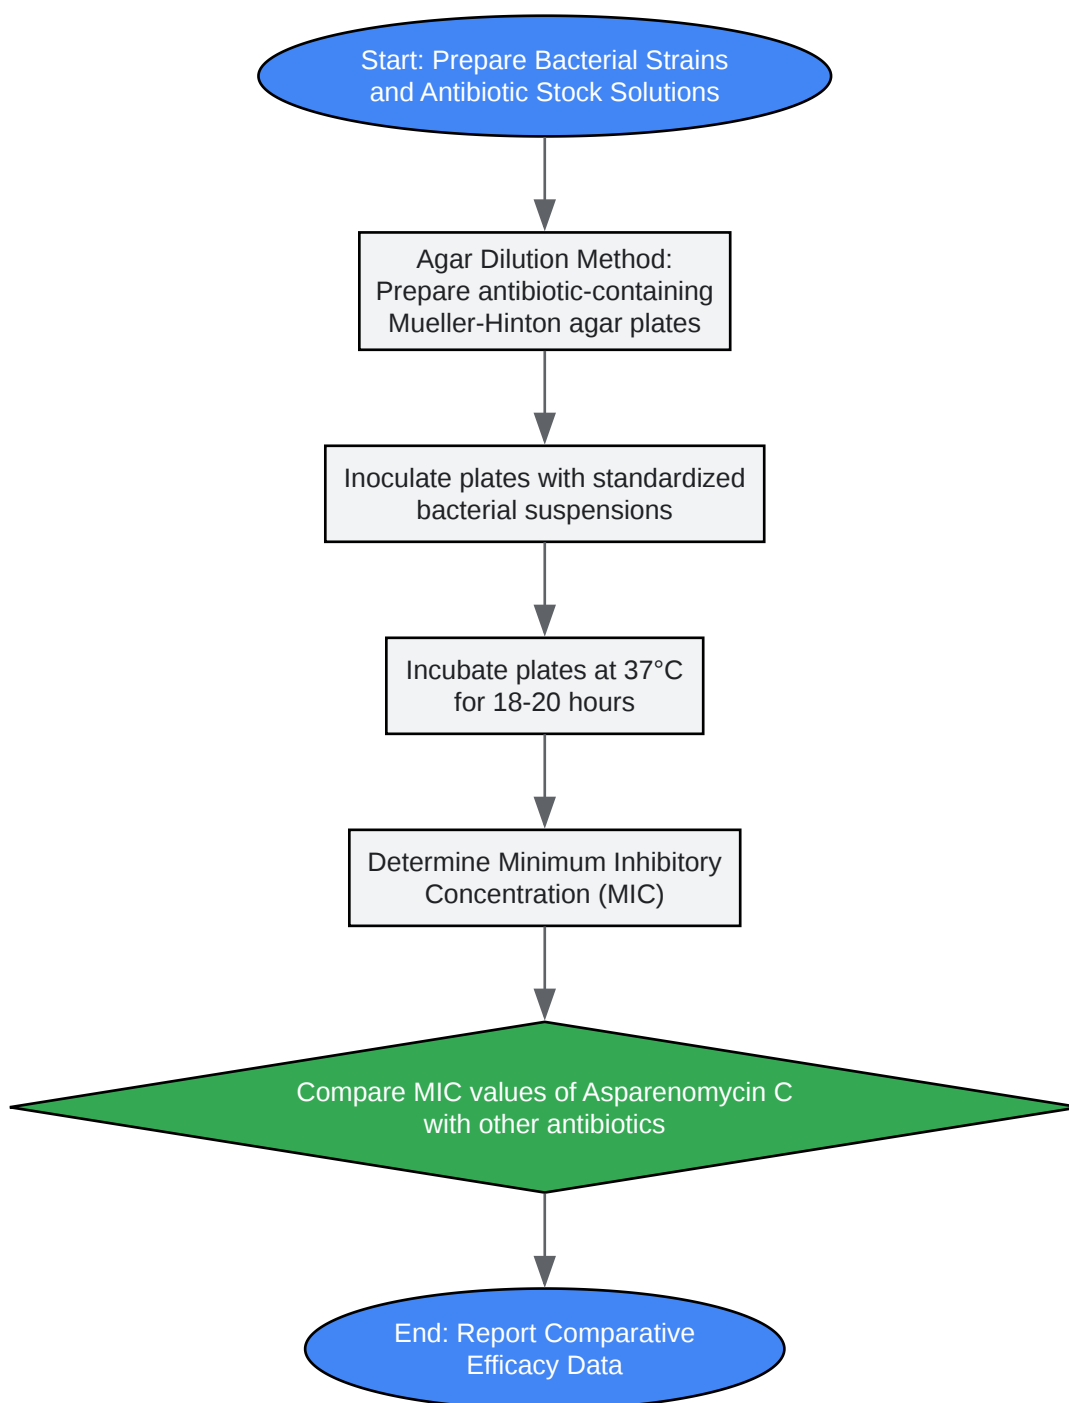 Start: Prepare Bacterial Strains
and Antibiotic Stock Solutions
Agar Dilution Method:
Prepare antibiotic-containing
Mueller-Hinton agar plates
Inoculate plates with standardized
bacterial suspensions
Incubate plates at 37°C
for 18-20 hours
Determine Minimum Inhibitory
Concentration (MIC)
Compare MIC values of Asparenomycin C
with other antibiotics
End: Report Comparative
Efficacy Data